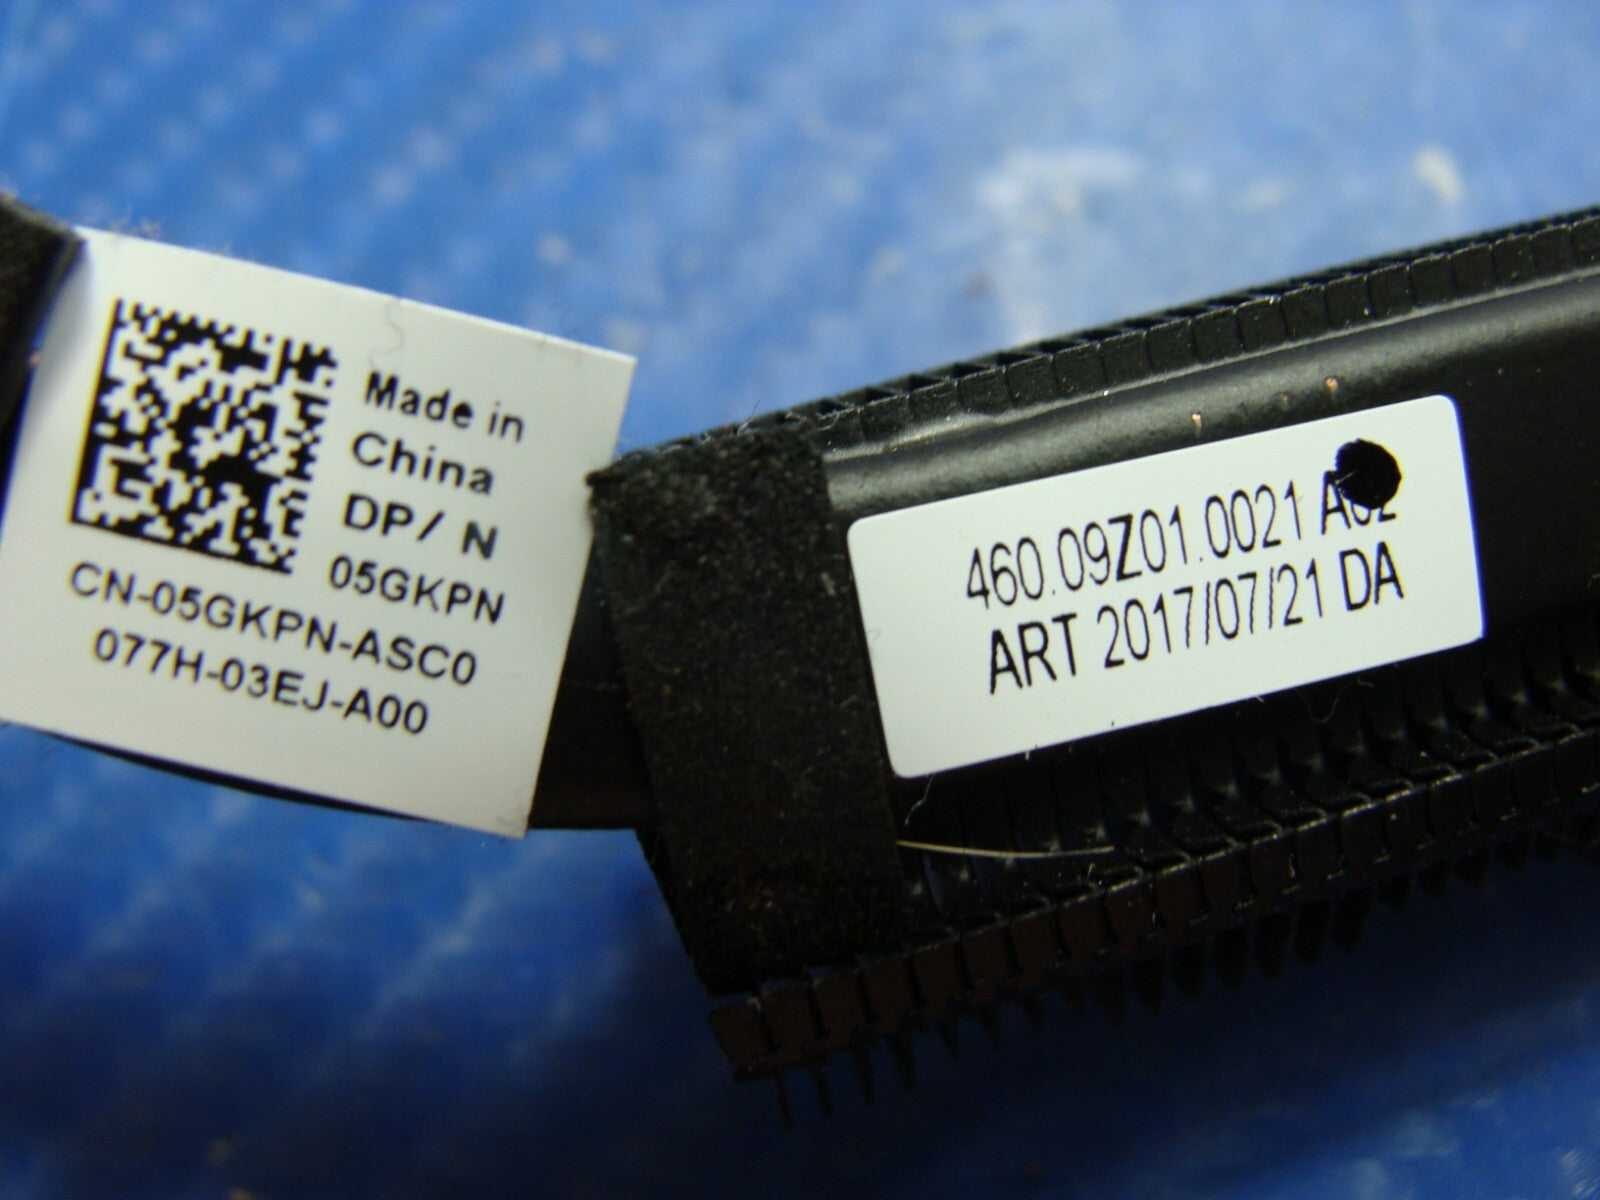 Made in
China
DP/ N
05GKPN
CN-05GKPN-ASC0
077H-03EJ-A00
460.09Z01.0021 A02
ART 2017/07/21 DA